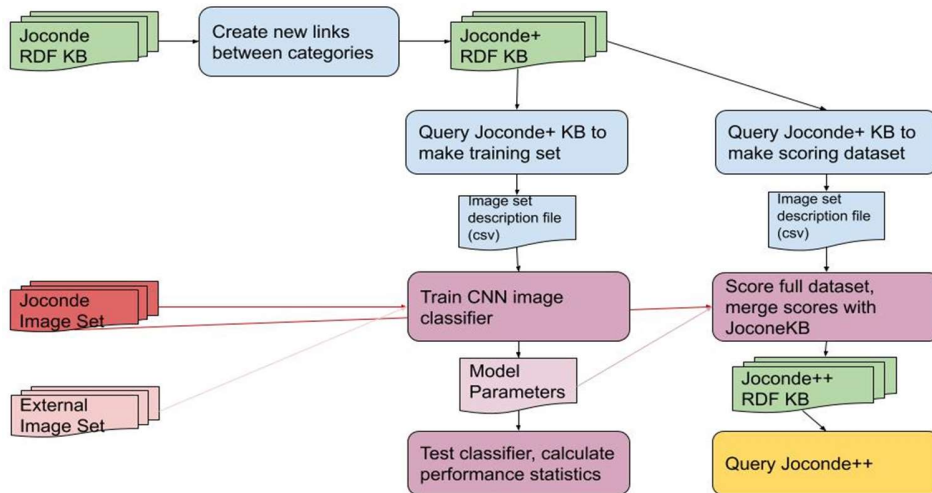 Joconde
RDF KB
Create new links
between categories
Joconde+
RDF KB
Query Joconde+ KB to
make training set
Query Joconde+ KB to
make scoring dataset
Image set
description file
(csv)
Image set
description file
(csv)
Joconde
Image Set
Train CNN image
classifier
Score full dataset,
merge scores with
JoconeKB
External
Image Set
Model
Parameters
Joconde++
RDF KB
Test classifier, calculate
performance statistics
Query Joconde++